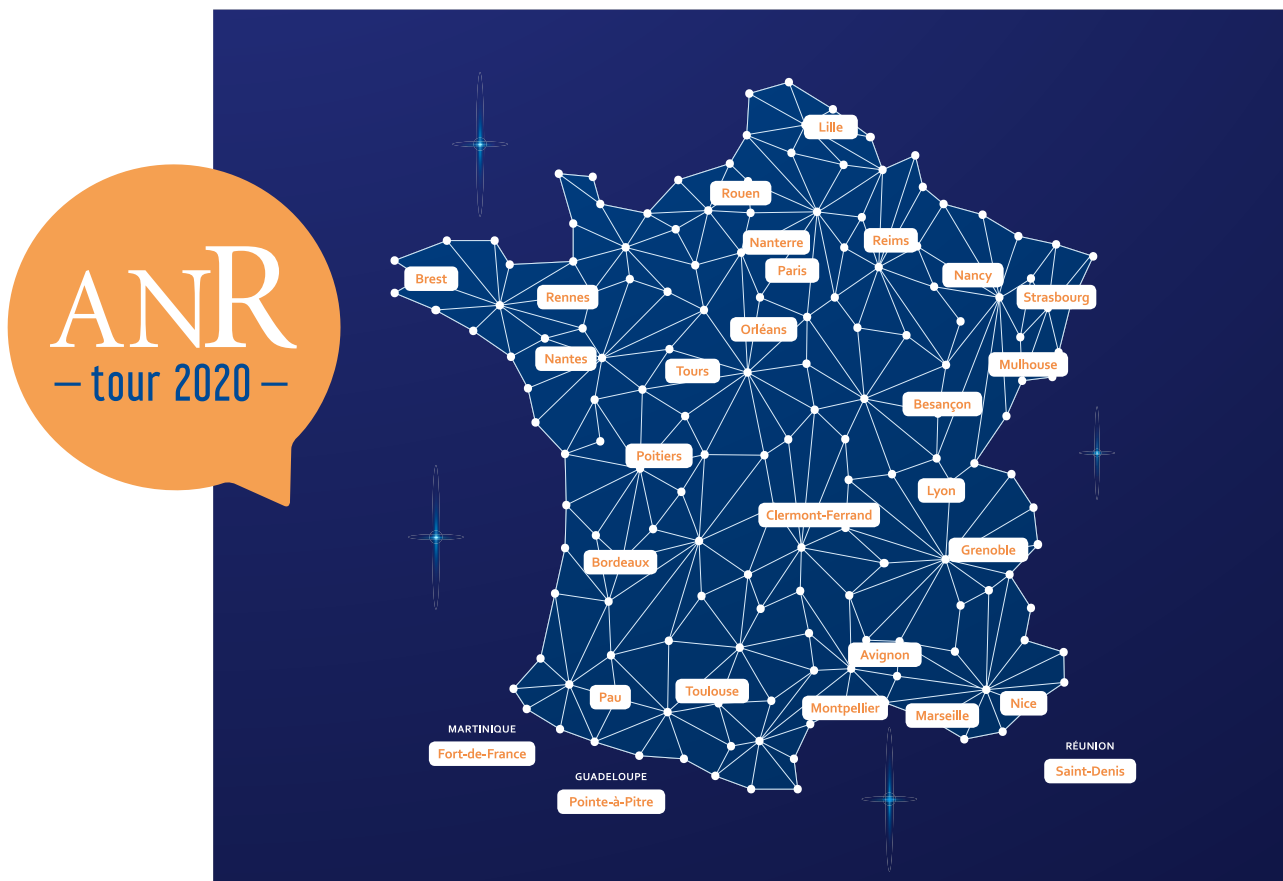 ANR
– tour 2020 –
Lille
Rouen
Nanterre
Reims
Paris
Nancy
Brest
Rennes
Strasbourg
Orléans
Nantes
Tours
Mulhouse
Besançon
Poitiers
Lyon
Clermont-Ferrand
Grenoble
Bordeaux
Avignon
Pau
Toulouse
Montpellier
Marseille
Nice
MARTINIQUE
Fort-de-France
GUADELOUPE
Pointe-à-Pitre
RÉUNION
Saint-Denis